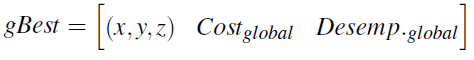 gBest = [(x, y, z) Cost_global Desemp._global]